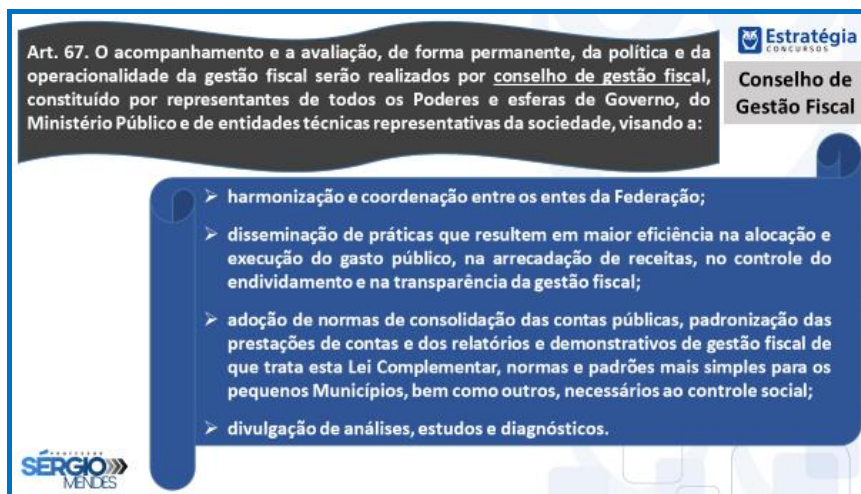 Art. 67. O acompanhamento e a avaliação, de forma permanente, da política e da
operacionalidade da gestão fiscal serão realizados por conselho de gestão fiscal,
constituído por representantes de todos os Poderes e esferas de Governo, do
Ministério Público e de entidades técnicas representativas da sociedade, visando a:
Estratégia
CONCURSOS
Conselho de
Gestão Fiscal
➢ harmonização e coordenação entre os entes da Federação;
➢ disseminação de práticas que resultem em maior eficiência na alocação e
execução do gasto público, na arrecadação de receitas, no controle do
endividamento e na transparência da gestão fiscal;
➢ adoção de normas de consolidação das contas públicas, padronização das
prestações de contas e dos relatórios e demonstrativos de gestão fiscal de
que trata esta Lei Complementar, normas e padrões mais simples para os
pequenos Municípios, bem como outros, necessários ao controle social;
➢ divulgação de análises, estudos e diagnósticos.
PROFESSOR
SÉRGIO
MENDES